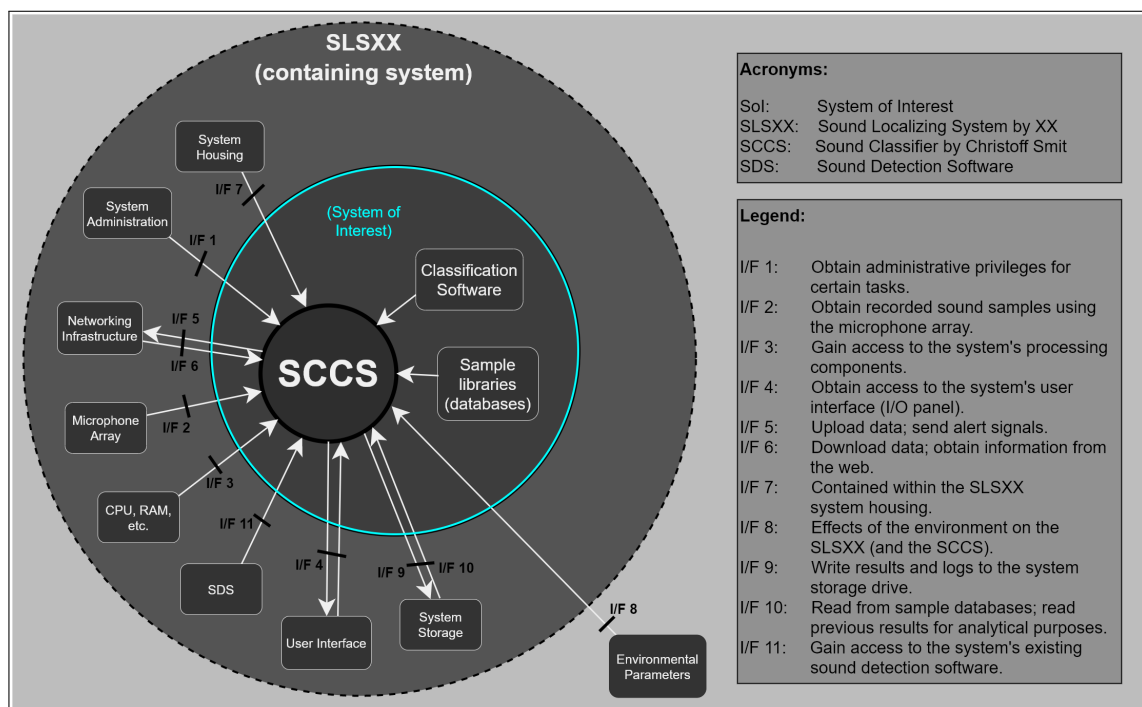 SLSXX
(containing system)
System
Housing
I/F 7
System
Administration
I/F 1
(System of
Interest)
Classification
Software
Networking
Infrastructure
I/F 5
I/F 6
SCCS
Sample
libraries
(databases)
Microphone
Array
I/F 2
CPU, RAM,
etc.
I/F 3
I/F 11
SDS
I/F 4
User Interface
I/F 9
I/F 10
System
Storage
I/F 8
Environmental
Parameters
Acronyms:
SoI: System of Interest
SLSXX: Sound Localizing System by XX
SCCS: Sound Classifier by Christoff Smit
SDS: Sound Detection Software
Legend:
I/F 1: Obtain administrative privileges for
certain tasks.
I/F 2: Obtain recorded sound samples using
the microphone array.
I/F 3: Gain access to the system's processing
components.
I/F 4: Obtain access to the system's user
interface (I/O panel).
I/F 5: Upload data; send alert signals.
I/F 6: Download data; obtain information from
the web.
I/F 7: Contained within the SLSXX
system housing.
I/F 8: Effects of the environment on the
SLSXX (and the SCCS).
I/F 9: Write results and logs to the system
storage drive.
I/F 10: Read from sample databases; read
previous results for analytical purposes.
I/F 11: Gain access to the system's existing
sound detection software.